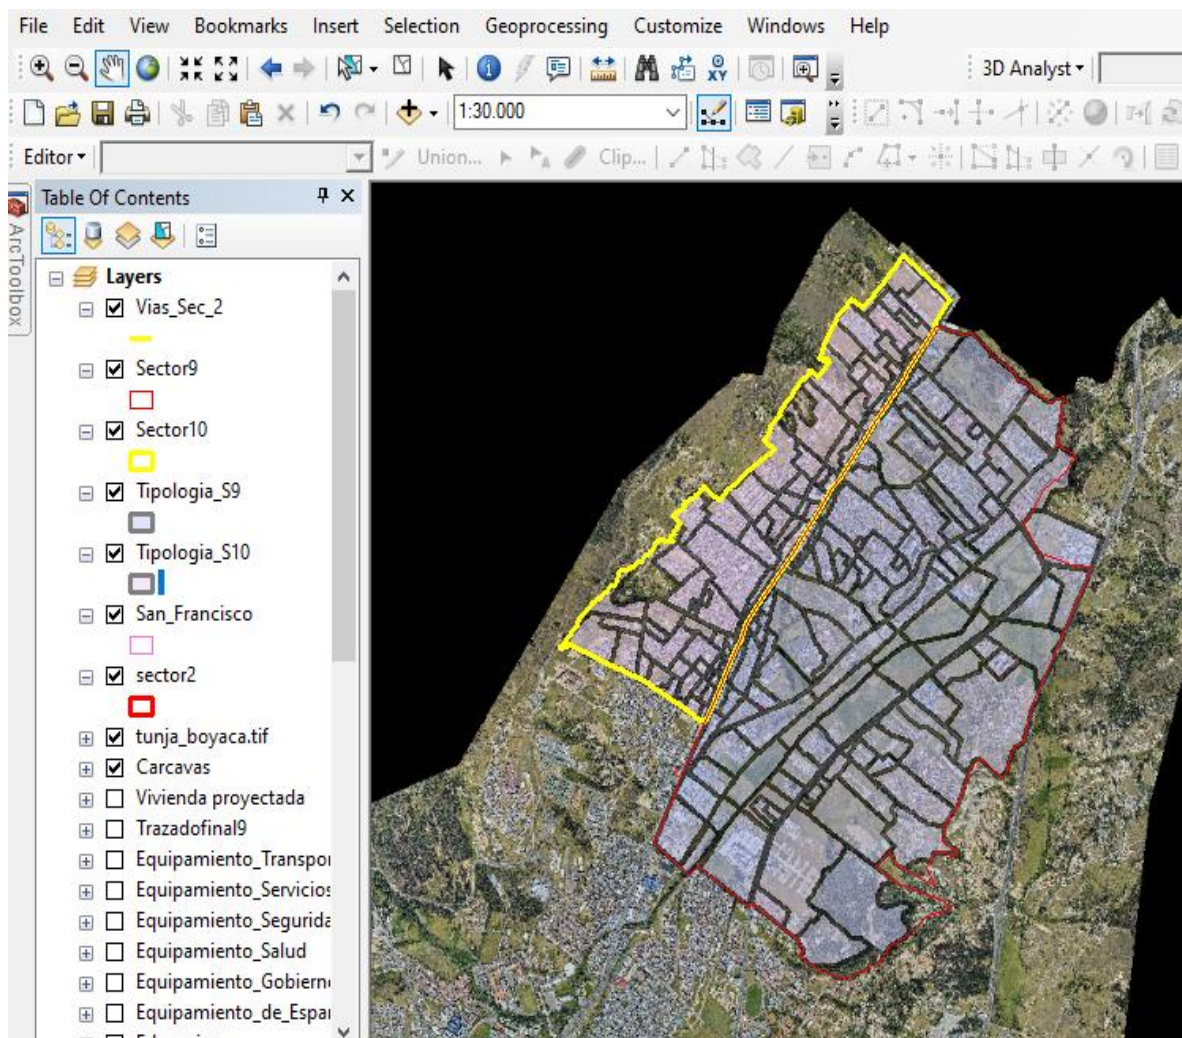 File Edit View Bookmarks Insert Selection Geoprocessing Customize Windows Help
3D Analyst
1:30.000
Editor Union... Clip...
ArcToolbox
Table Of Contents
Layers
Vias_Sec_2
Sector9
Sector10
Tipologia_S9
Tipologia_S10
San_Francisco
sector2
tunja_boyaca.tif
Carcavas
Vivienda proyectada
Trazadofinal9
Equipamiento_Transpo
Equipamiento_Servicios
Equipamiento_Segurida
Equipamiento_Salud
Equipamiento_Gobiern
Equipamiento_de_Espa